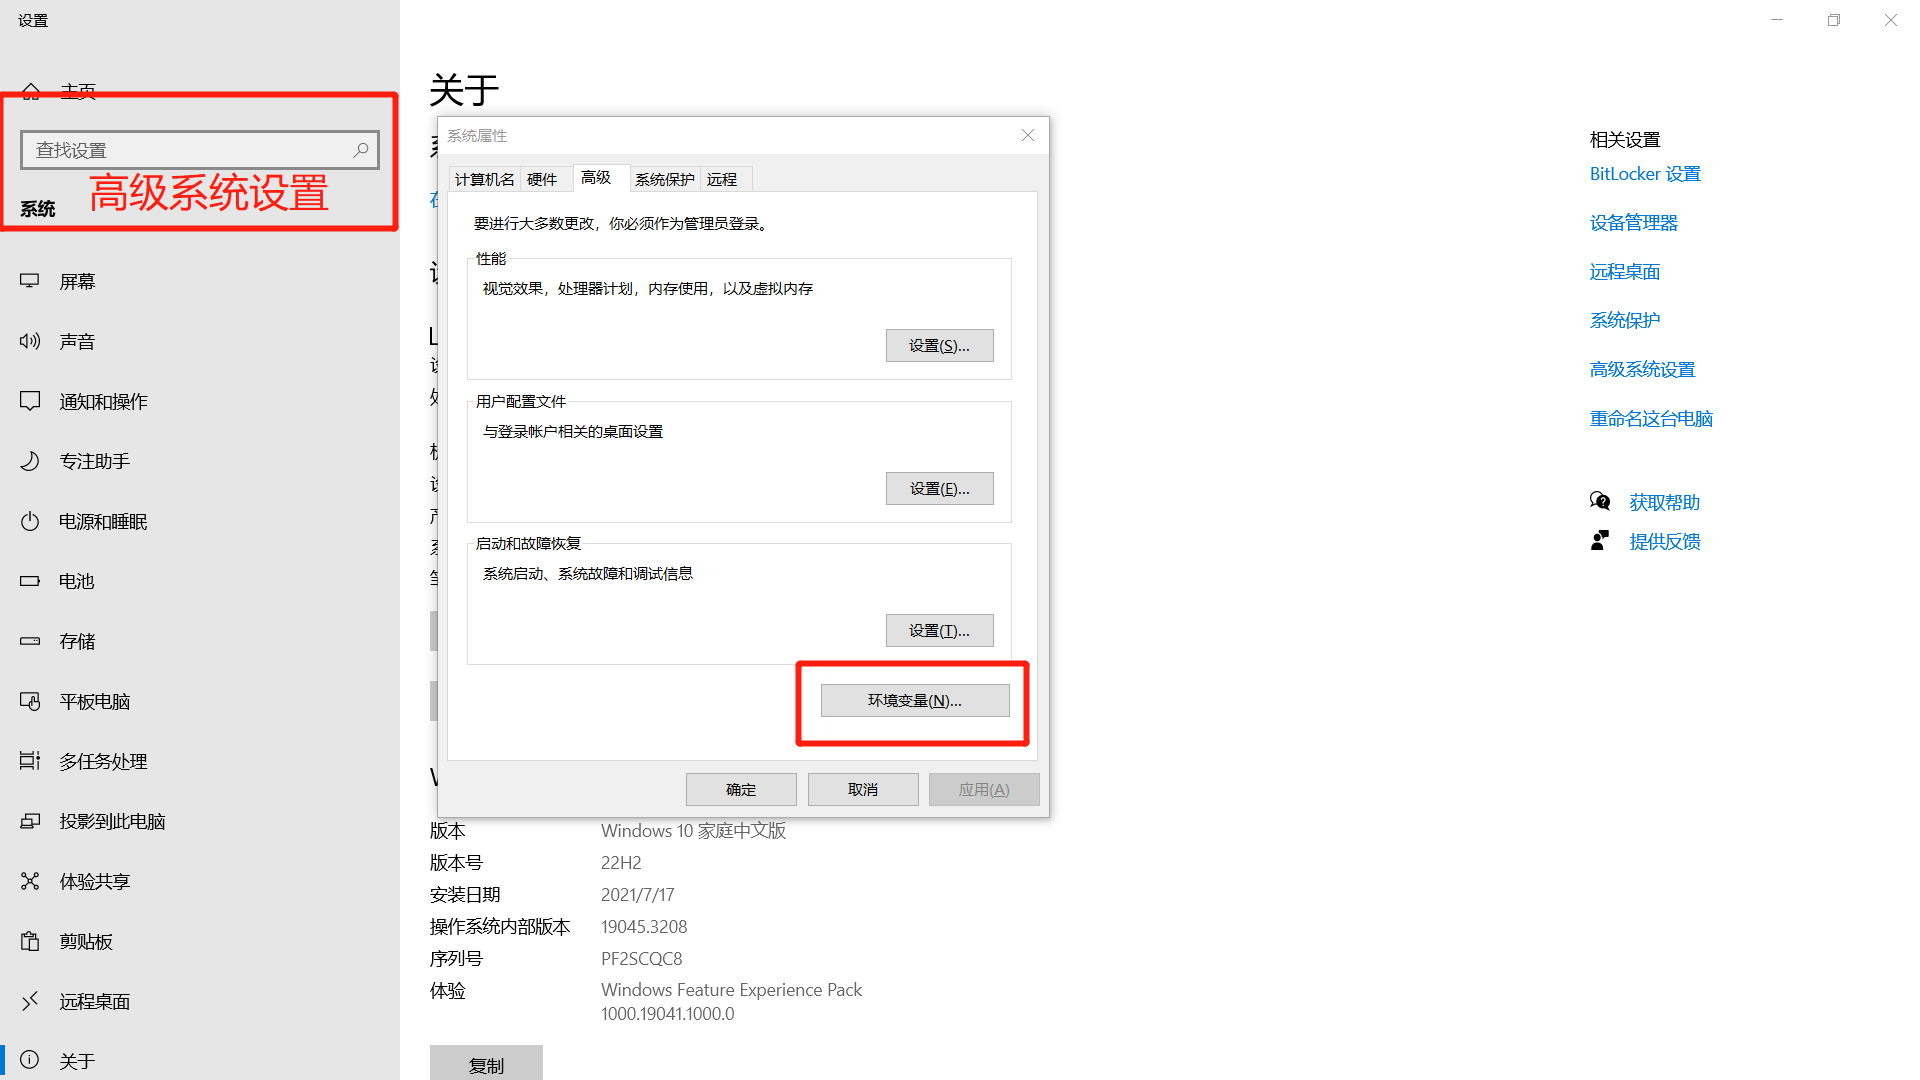 设置
主页
查找设置
高级系统设置
系统
屏幕
声音
通知和操作
专注助手
电源和睡眠
电池
存储
平板电脑
多任务处理
投影到此电脑
体验共享
剪贴板
远程桌面
关于
关于
系统属性
计算机名 硬件 高级 系统保护 远程
要进行大多数更改，你必须作为管理员登录。
性能
视觉效果，处理器计划，内存使用，以及虚拟内存
设置(S)...
用户配置文件
与登录帐户相关的桌面设置
设置(E)...
启动和故障恢复
系统启动、系统故障和调试信息
设置(T)...
环境变量(N)...
确定 取消 应用(A)
版本 Windows 10 家庭中文版
版本号 22H2
安装日期 2021/7/17
操作系统内部版本 19045.3208
序列号 PF2SCQC8
体验 Windows Feature Experience Pack
1000.19041.1000.0
复制
相关设置
BitLocker 设置
设备管理器
远程桌面
系统保护
高级系统设置
重命名这台电脑
获取帮助
提供反馈